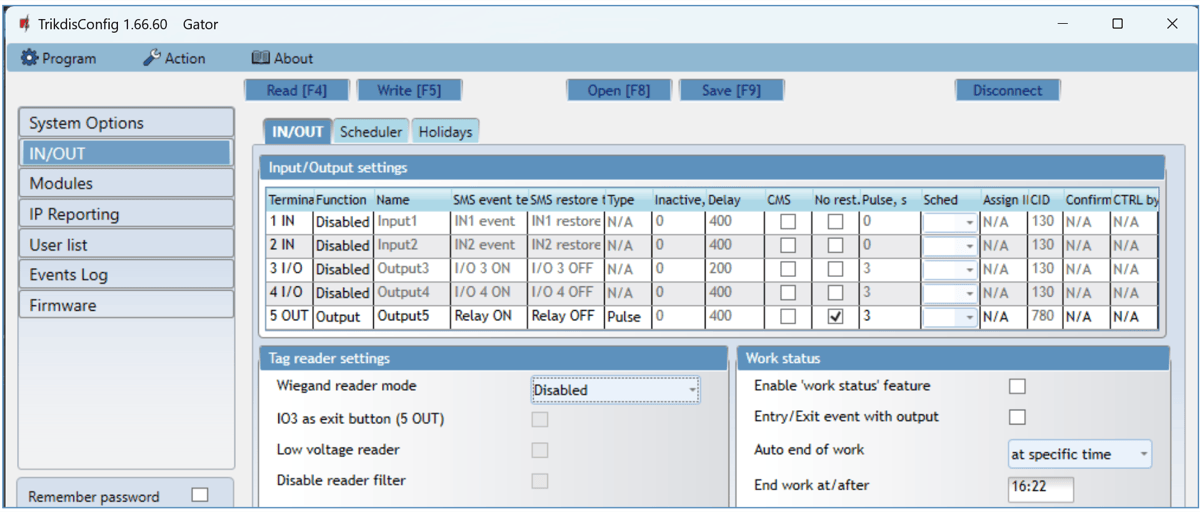 TrikdisConfig 1.66.60 Gator
Program Action About
Read [F4] Write [F5] Open [F8] Save [F9] Disconnect
System Options
IN/OUT
Modules
IP Reporting
User list
Events Log
Firmware
Remember password
IN/OUT Scheduler Holidays
Input/Output settings
Termina Function Name SMS event te SMS restore t Type Inactive, Delay CMS No rest. Pulse, s Sched Assign I CID Confirm CTRL by
1 IN Disabled Input1 IN1 event IN1 restore N/A 0 400 0 N/A 130 N/A N/A
2 IN Disabled Input2 IN2 event IN2 restore N/A 0 400 0 N/A 130 N/A N/A
3 I/O Disabled Output3 I/O 3 ON I/O 3 OFF N/A 0 200 3 N/A 130 N/A N/A
4 I/O Disabled Output4 I/O 4 ON I/O 4 OFF N/A 0 400 3 N/A 130 N/A N/A
5 OUT Output Output5 Relay ON Relay OFF Pulse 0 400 3 N/A 780 N/A N/A
Tag reader settings
Wiegand reader mode Disabled
IO3 as exit button (5 OUT)
Low voltage reader
Disable reader filter
Work status
Enable 'work status' feature
Entry/Exit event with output
Auto end of work at specific time
End work at/after 16:22